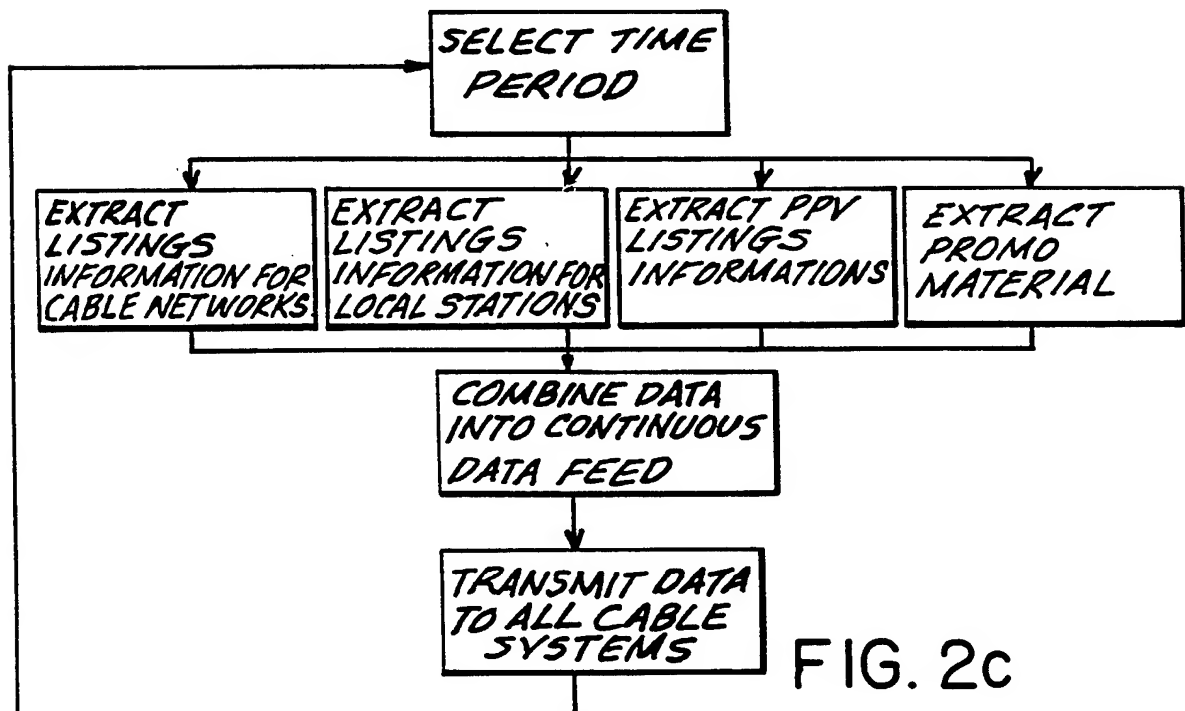 SELECT TIME
PERIOD
EXTRACT
LISTINGS
INFORMATION FOR
CABLE NETWORKS.
EXTRACT
LISTINGS
INFORMATION FOR
LOCAL STATIONS
EXTRACT PPV
LISTINGS
INFORMATIONS
EXTRACT
PROMO
MATERIAL
COMBINE DATA
INTO CONTINUOUS
DATA FEED
TRANSMIT DATA
TO ALL CABLE
SYSTEMS
FIG. 2c